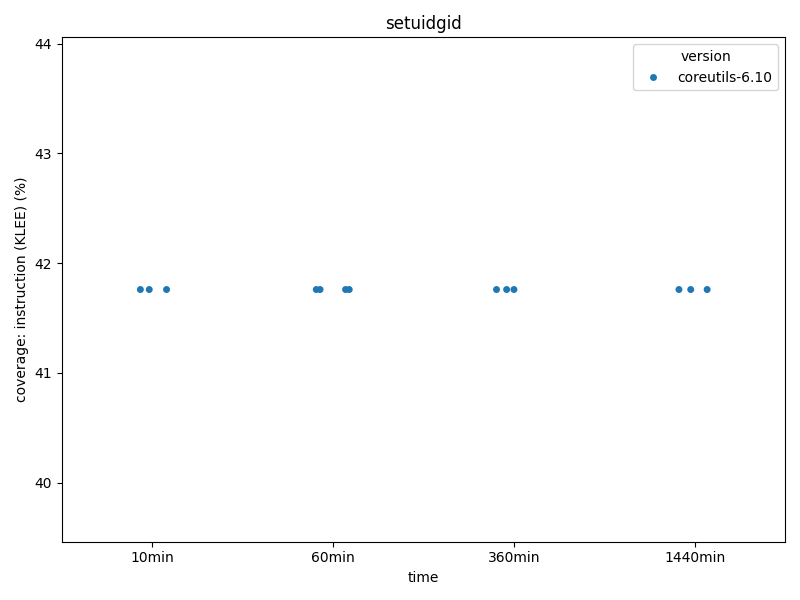 setuidgid
44
43
42
41
40
coverage: instruction (KLEE) (%)
version
coreutils-6.10
10min
60min
360min
1440min
time